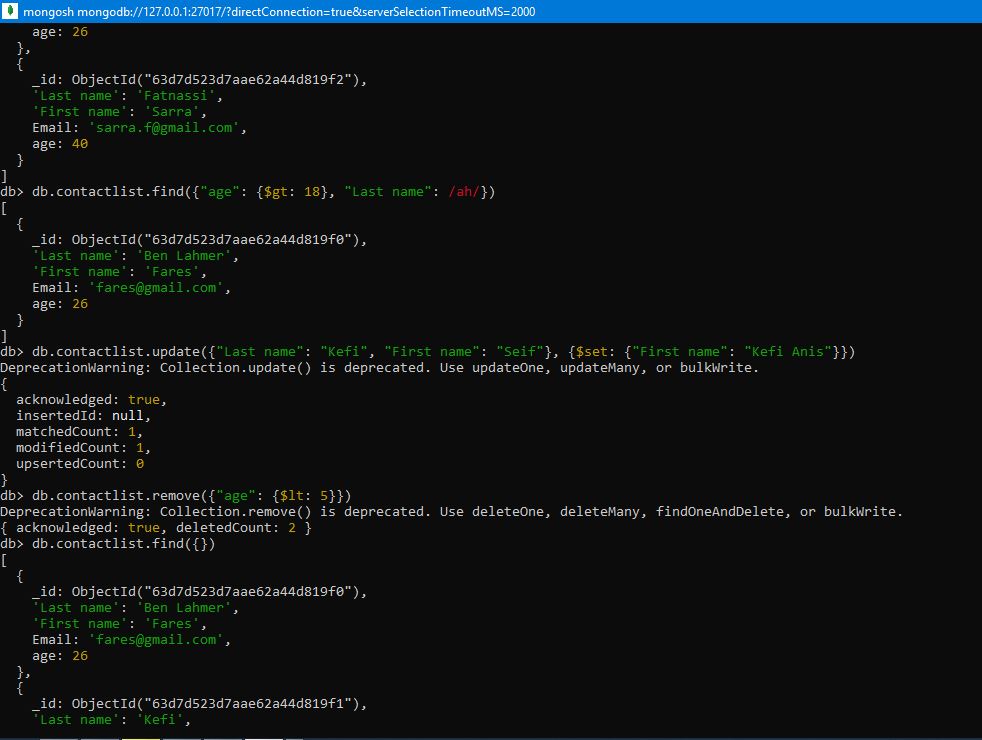 mongosh mongodb://127.0.0.1:27017/?directConnection=true&serverSelectionTimeoutMS=2000
    age: 26
  },
  {
    _id: ObjectId("63d7d523d7aae62a44d819f2"),
    'Last name': 'Fatnassi',
    'First name': 'Sarra',
    Email: 'sarra.f@gmail.com',
    age: 40
  }
]
db> db.contactlist.find({"age": {$gt: 18}, "Last name": /ah/})
[
  {
    _id: ObjectId("63d7d523d7aae62a44d819f0"),
    'Last name': 'Ben Lahmer',
    'First name': 'Fares',
    Email: 'fares@gmail.com',
    age: 26
  }
]
db> db.contactlist.update({"Last name": "Kefi", "First name": "Seif"}, {$set: {"First name": "Kefi Anis"}})
DeprecationWarning: Collection.update() is deprecated. Use updateOne, updateMany, or bulkWrite.
{
  acknowledged: true,
  insertedId: null,
  matchedCount: 1,
  modifiedCount: 1,
  upsertedCount: 0
}
db> db.contactlist.remove({"age": {$lt: 5}})
DeprecationWarning: Collection.remove() is deprecated. Use deleteOne, deleteMany, findOneAndDelete, or bulkWrite.
{ acknowledged: true, deletedCount: 2 }
db> db.contactlist.find({})
[
  {
    _id: ObjectId("63d7d523d7aae62a44d819f0"),
    'Last name': 'Ben Lahmer',
    'First name': 'Fares',
    Email: 'fares@gmail.com',
    age: 26
  },
  {
    _id: ObjectId("63d7d523d7aae62a44d819f1"),
    'Last name': 'Kefi',